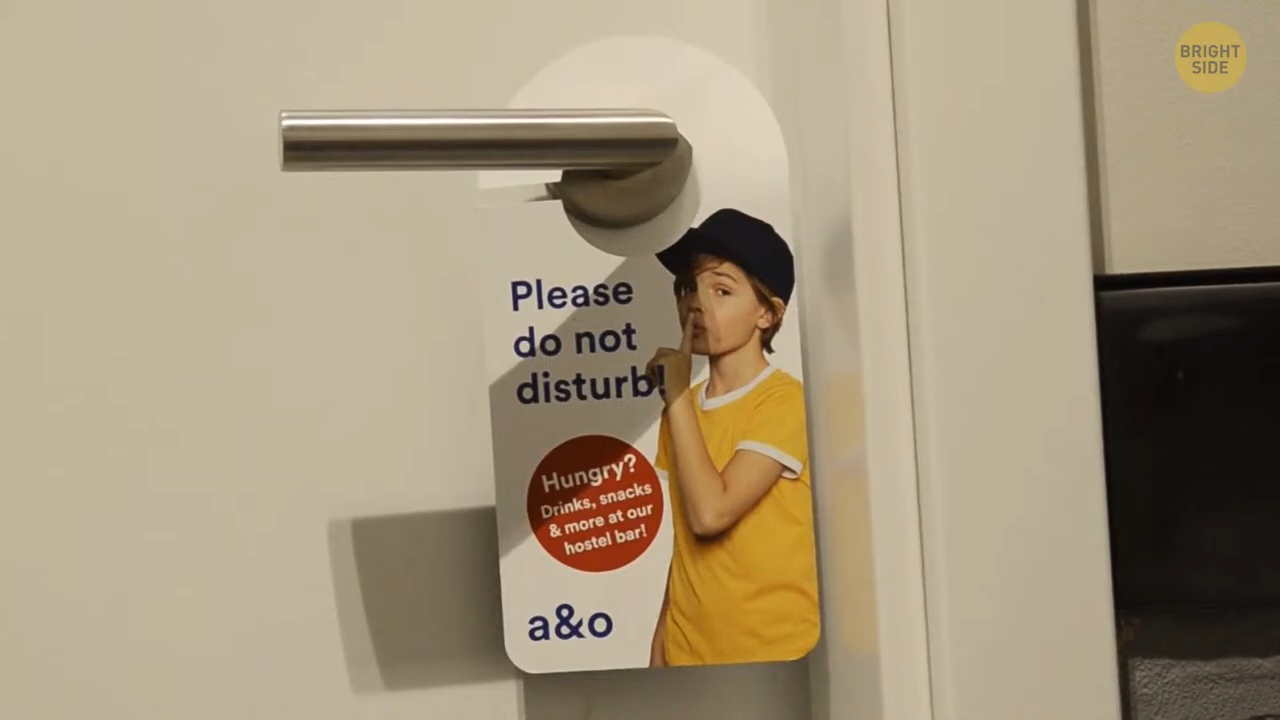 BRIGHT
SIDE
Please
do not
disturb!
Hungry?
Drinks, snacks
& more at our
hostel bar!
a&o